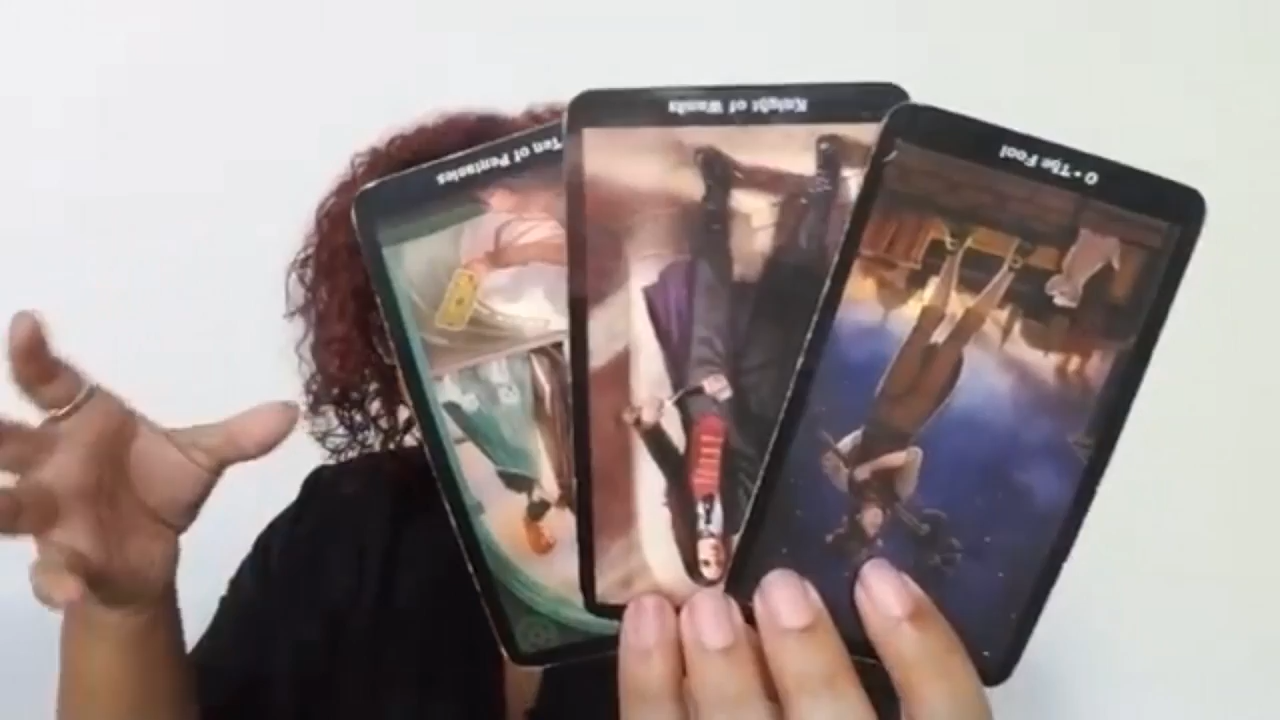 Ten of Pentacles
Knight of Wands
0 • The Fool